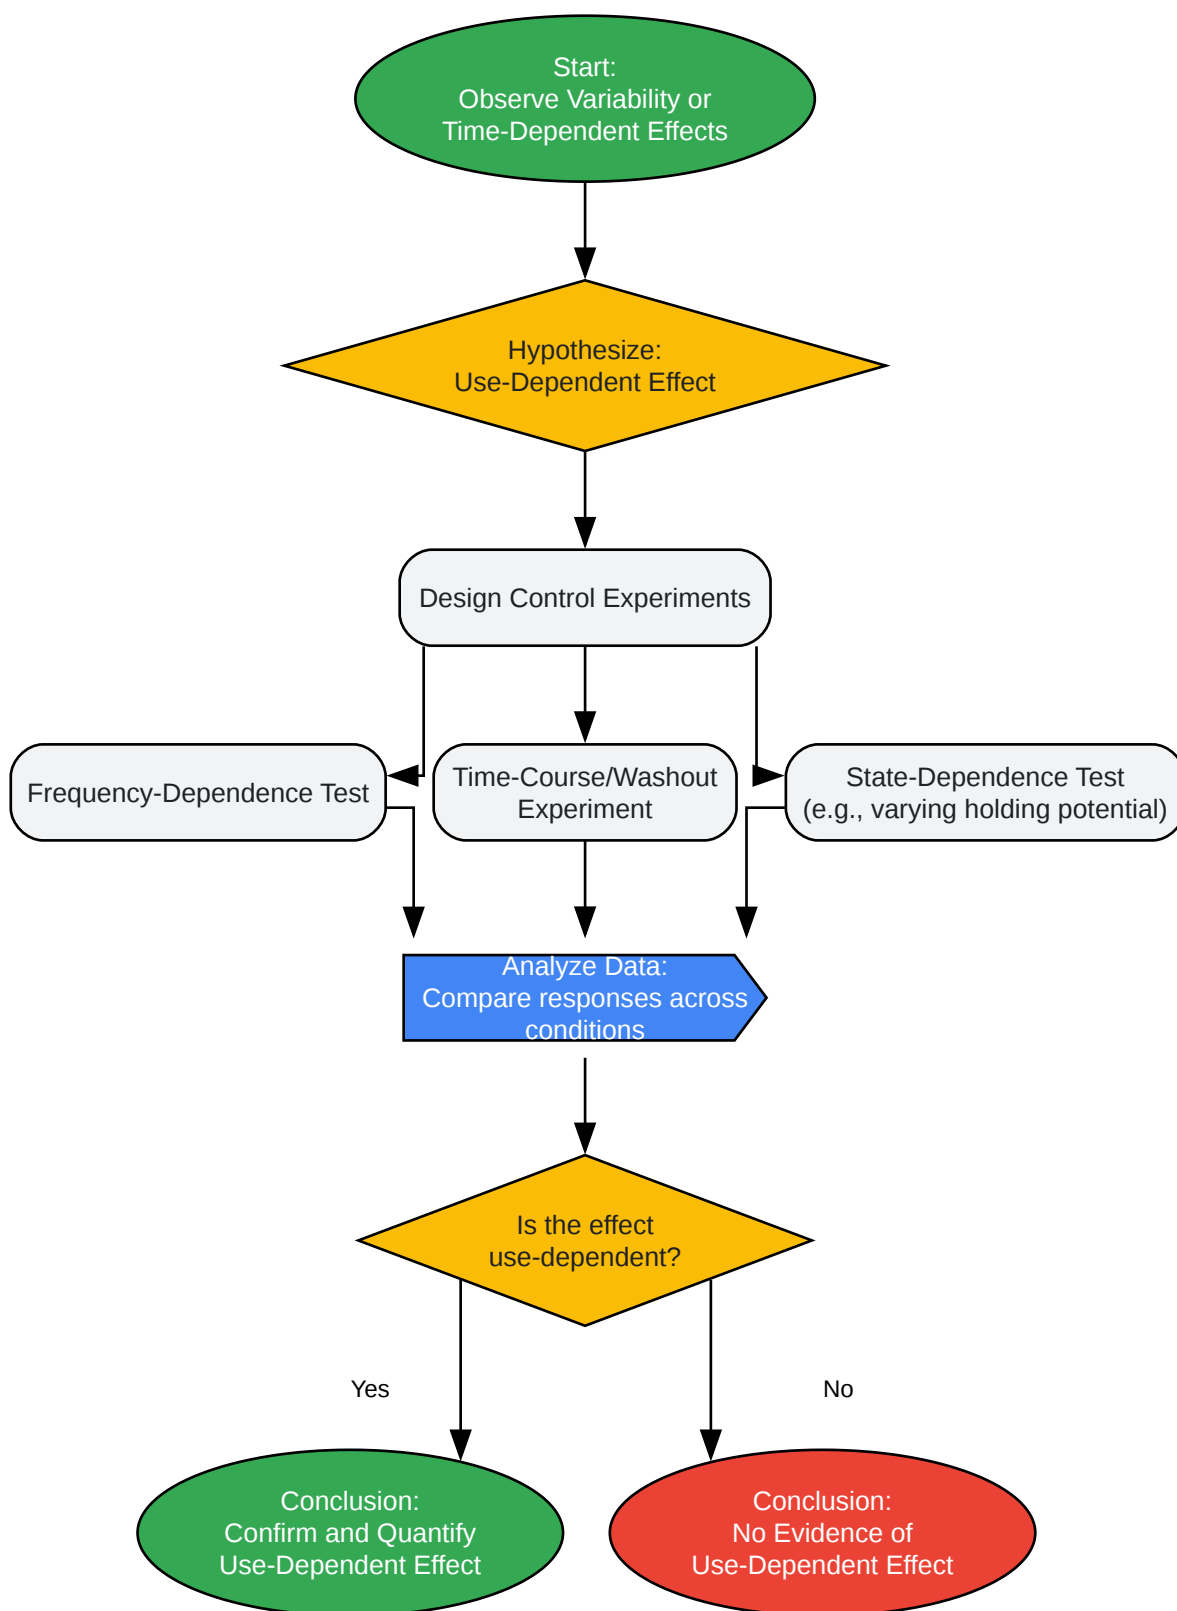 Start:
Observe Variability or
Time-Dependent Effects
Hypothesize:
Use-Dependent Effect
Design Control Experiments
Frequency-Dependence Test
Time-Course/Washout
Experiment
State-Dependence Test
(e.g., varying holding potential)
Analyze Data:
Compare responses across
conditions
Is the effect
use-dependent?
Yes
No
Conclusion:
Confirm and Quantify
Use-Dependent Effect
Conclusion:
No Evidence of
Use-Dependent Effect